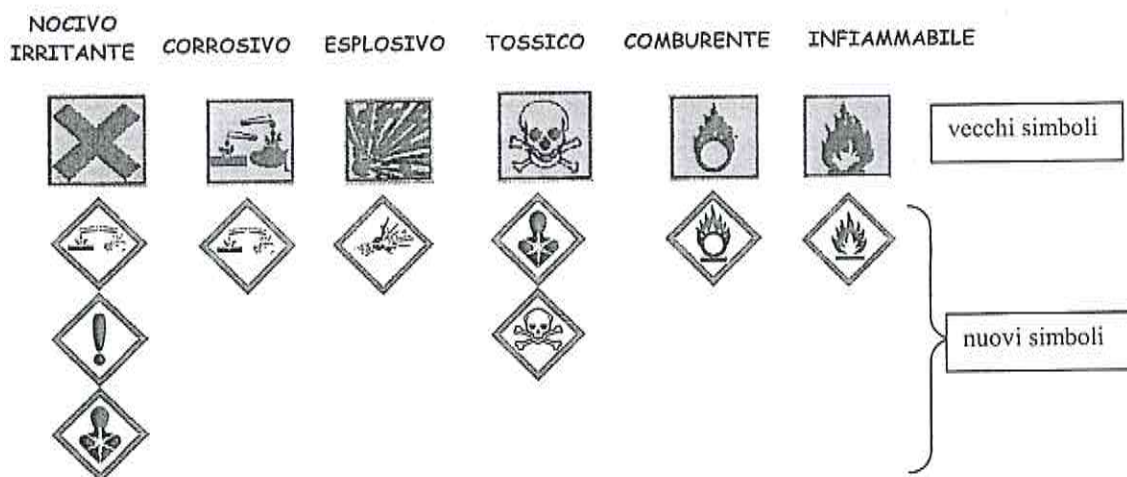 NOCIVO
IRRITANTE
CORROSIVO
ESPLOSIVO
TOSSICO
COMBURENTE
INFIAMMABILE
vecchi simboli
nuovi simboli